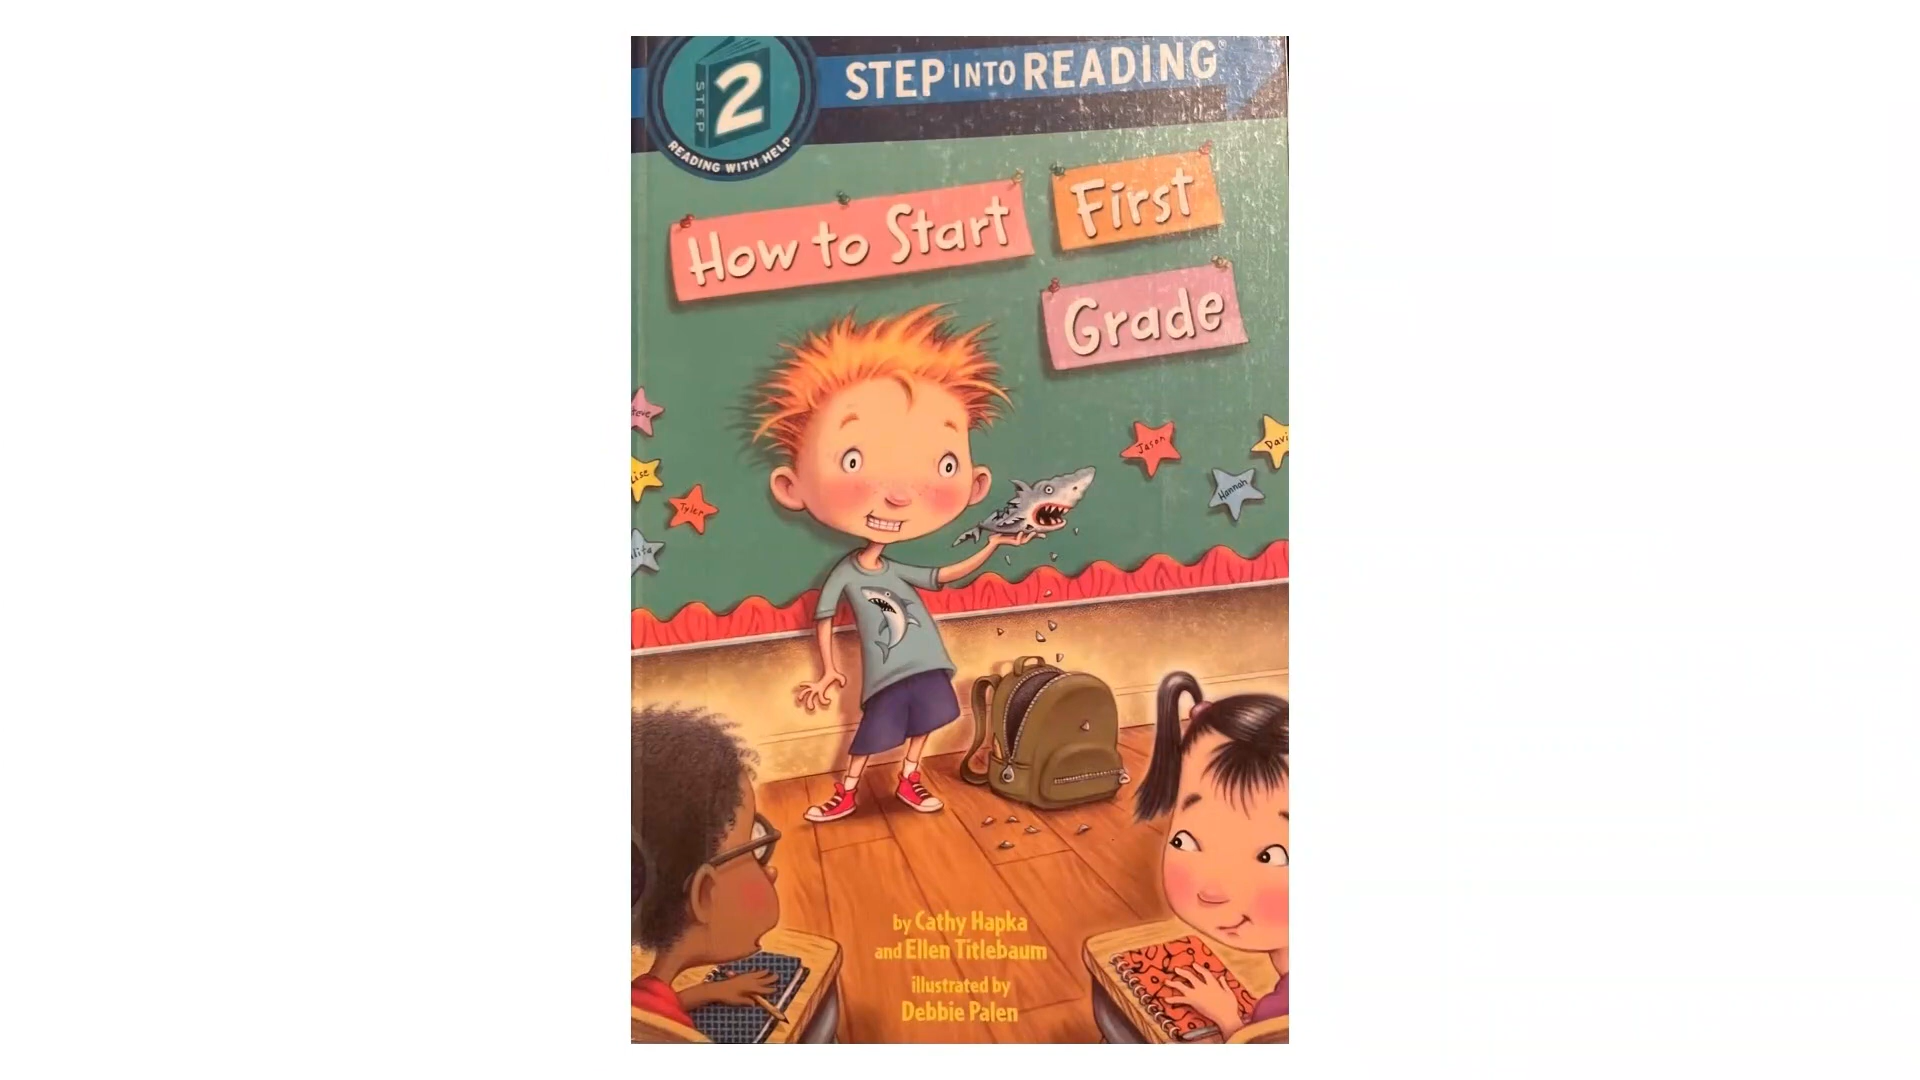 STEP 2
READING WITH HELP
STEP INTO READING®
How to Start First
Grade
Jason
Tyler
Hannah
by Cathy Hapka
and Ellen Titlebaum
illustrated by
Debbie Palen